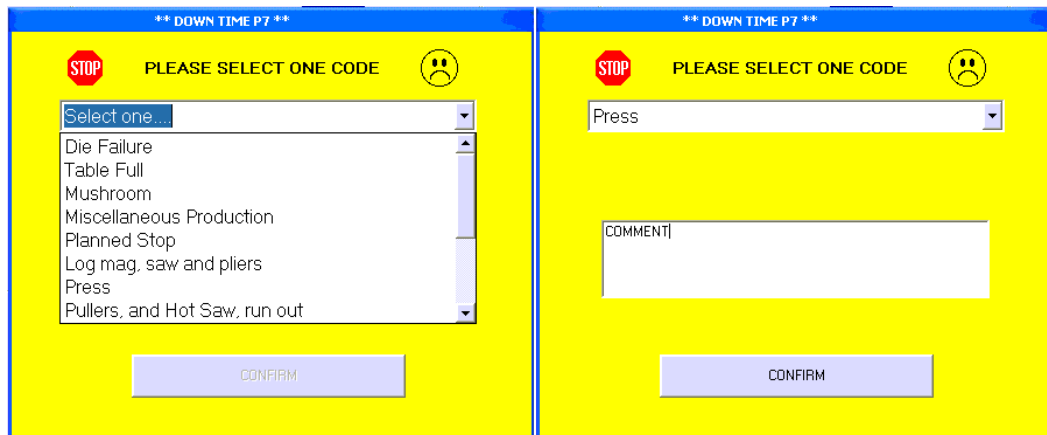 ** DOWN TIME P7 **
STOP
PLEASE SELECT ONE CODE
Select one....
Die Failure
Table Full
Mushroom
Miscellaneous Production
Planned Stop
Log mag, saw and pliers
Press
Pullers, and Hot Saw, run out
CONFIRM
** DOWN TIME P7 **
STOP
PLEASE SELECT ONE CODE
Press
COMMENT
CONFIRM